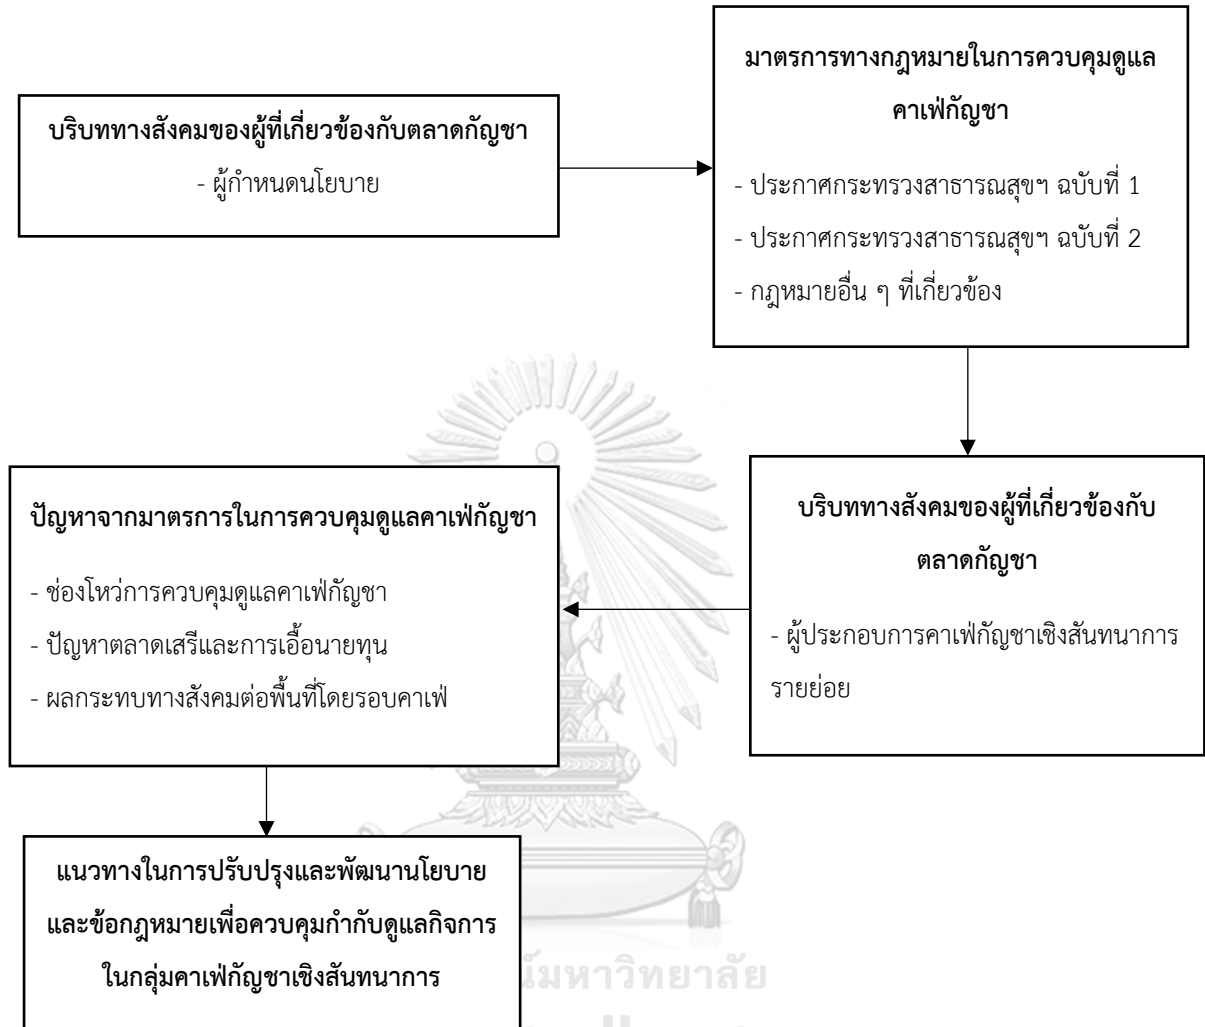 มาตรการทางกฎหมายในการควบคุมดูแล
คาเฟ่กัญชา
- ประกาศกระทรวงสาธารณสุขฯ ฉบับที่ 1
- ประกาศกระทรวงสาธารณสุขฯ ฉบับที่ 2
- กฎหมายอื่น ๆ ที่เกี่ยวข้อง
บริบททางสังคมของผู้ที่เกี่ยวข้องกับตลาดกัญชา
- ผู้กำหนดนโยบาย
บริบททางสังคมของผู้ที่เกี่ยวข้องกับ
ตลาดกัญชา
- ผู้ประกอบการคาเฟ่กัญชาเชิงสันทนาการ
รายย่อย
ปัญหาจากมาตรการในการควบคุมดูแลคาเฟ่กัญชา
- ช่องโหว่การควบคุมดูแลคาเฟ่กัญชา
- ปัญหาตลาดเสรีและการเอื้อนายทุน
- ผลกระทบทางสังคมต่อพื้นที่โดยรอบคาเฟ่
แนวทางในการปรับปรุงและพัฒนานโยบาย
และข้อกฎหมายเพื่อควบคุมกำกับดูแลกิจการ
ในกลุ่มคาเฟ่กัญชาเชิงสันทนาการ
มหาวิทยาลัย